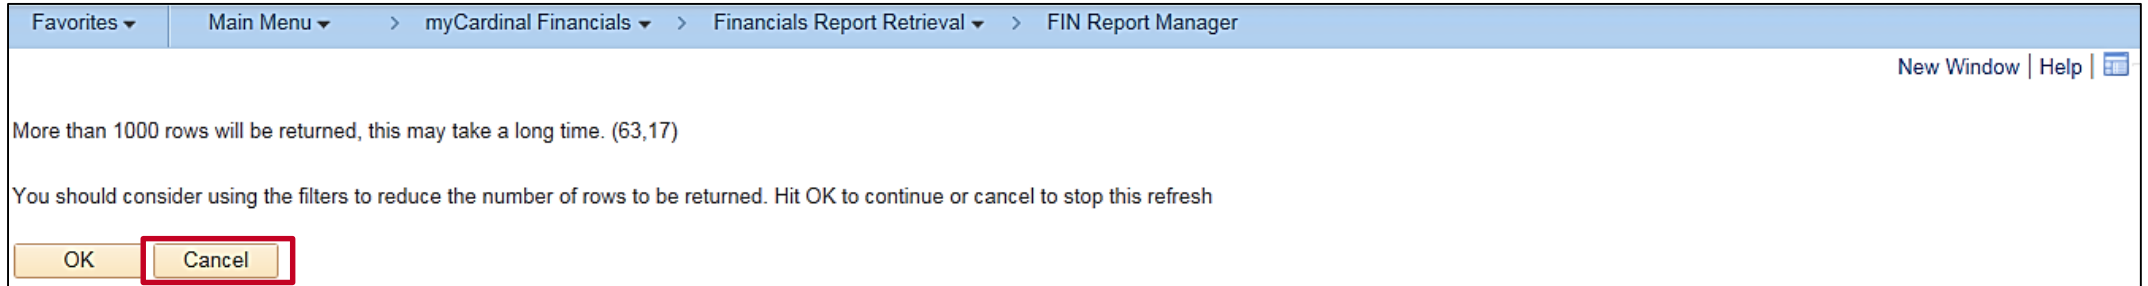 Favorites Main Menu > myCardinal Financials > Financials Report Retrieval > FIN Report Manager
New Window | Help |
More than 1000 rows will be returned, this may take a long time. (63,17)
You should consider using the filters to reduce the number of rows to be returned. Hit OK to continue or cancel to stop this refresh
OK Cancel